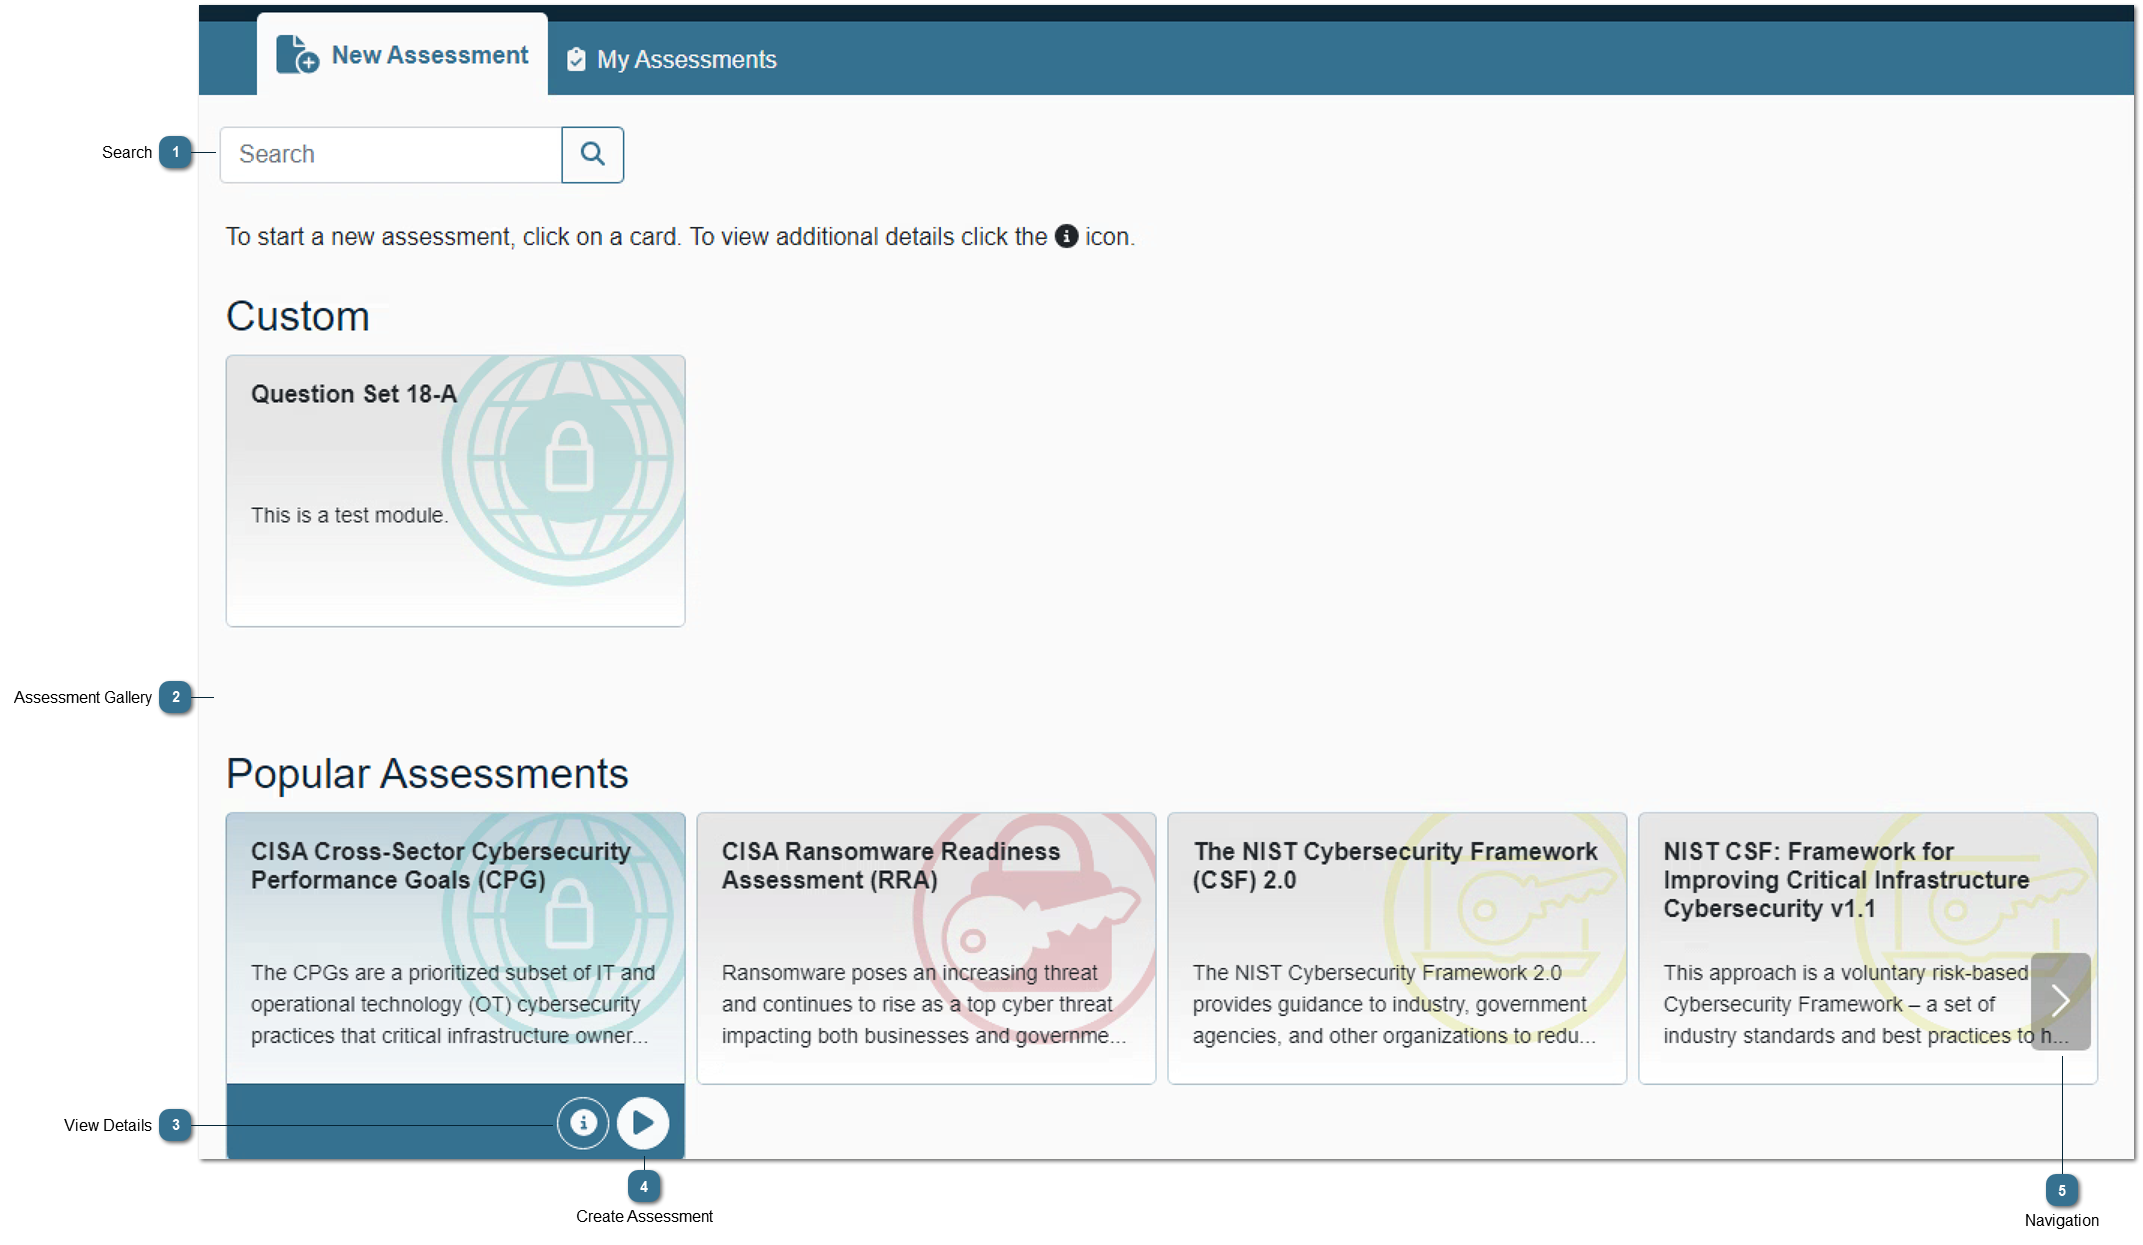 New Assessment
My Assessments
Search 1
Search
To start a new assessment, click on a card. To view additional details click the i icon.
Custom
Question Set 18-A
This is a test module.
Assessment Gallery 2
Popular Assessments
CISA Cross-Sector Cybersecurity
Performance Goals (CPG)
The CPGs are a prioritized subset of IT and
operational technology (OT) cybersecurity
practices that critical infrastructure owner...
CISA Ransomware Readiness
Assessment (RRA)
Ransomware poses an increasing threat
and continues to rise as a top cyber threat
impacting both businesses and governme...
The NIST Cybersecurity Framework
(CSF) 2.0
The NIST Cybersecurity Framework 2.0
provides guidance to industry, government
agencies, and other organizations to redu...
NIST CSF: Framework for
Improving Critical Infrastructure
Cybersecurity v1.1
This approach is a voluntary risk-based
Cybersecurity Framework – a set of
industry standards and best practices to h...
View Details 3
4
Create Assessment
5
Navigation